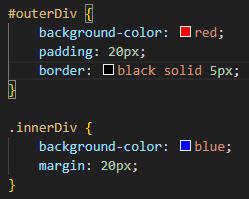 #outerDiv {
    background-color: red;
    padding: 20px;
    border: black solid 5px;
}

.innerDiv {
    background-color: blue;
    margin: 20px;
}